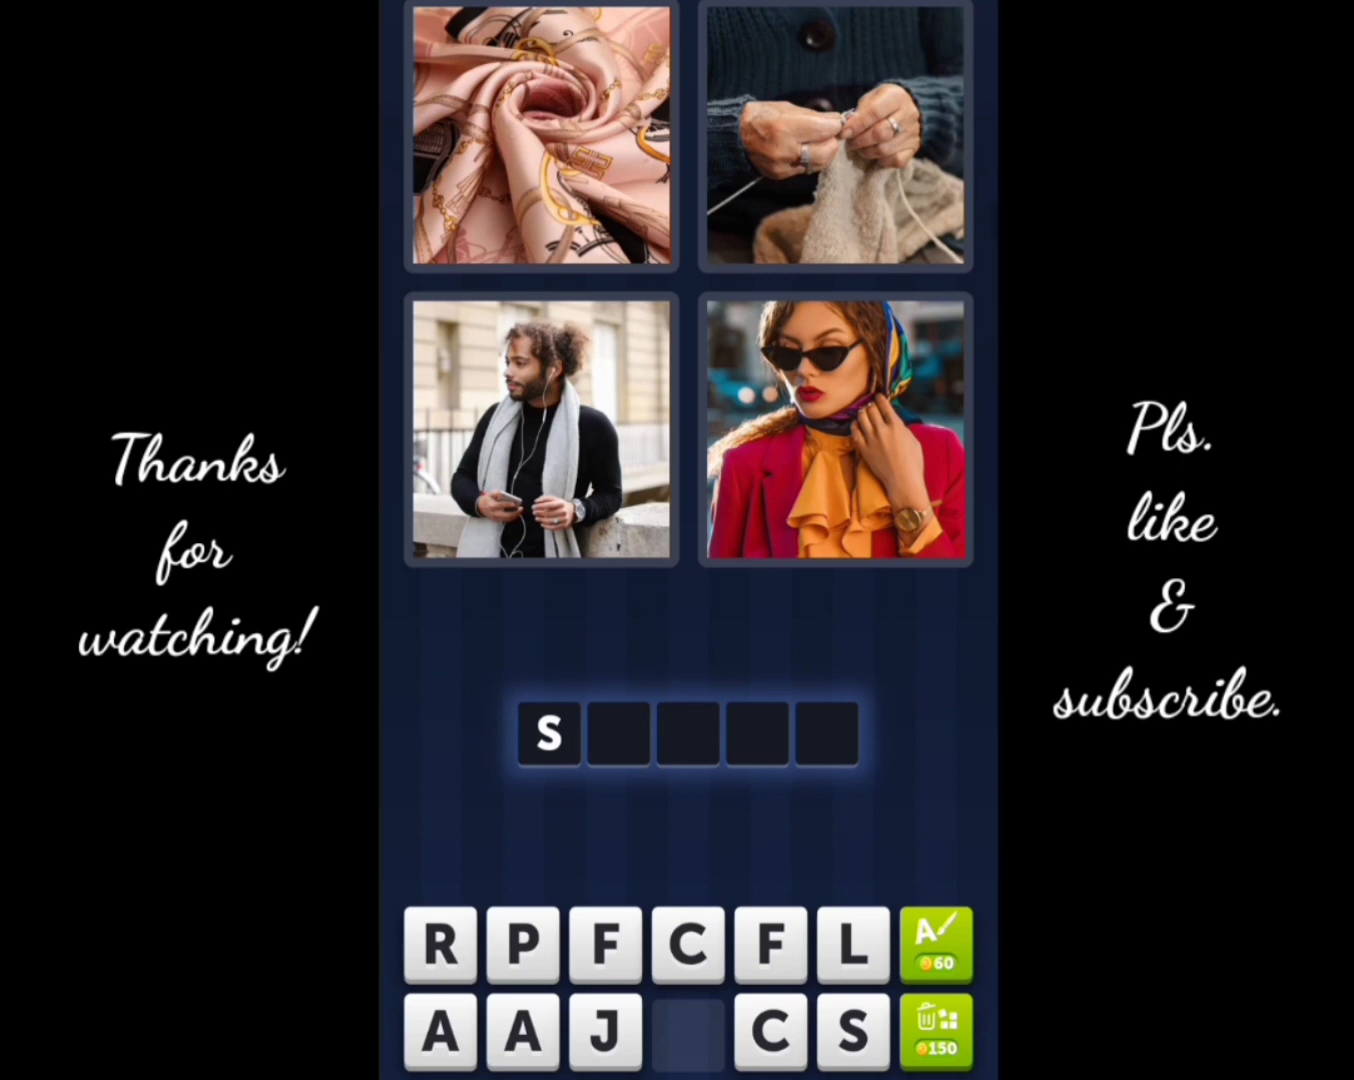 Thanks
for
watching!
Pls.
like
&
subscribe.
S
R P F C F L A 60
A A J C S 150